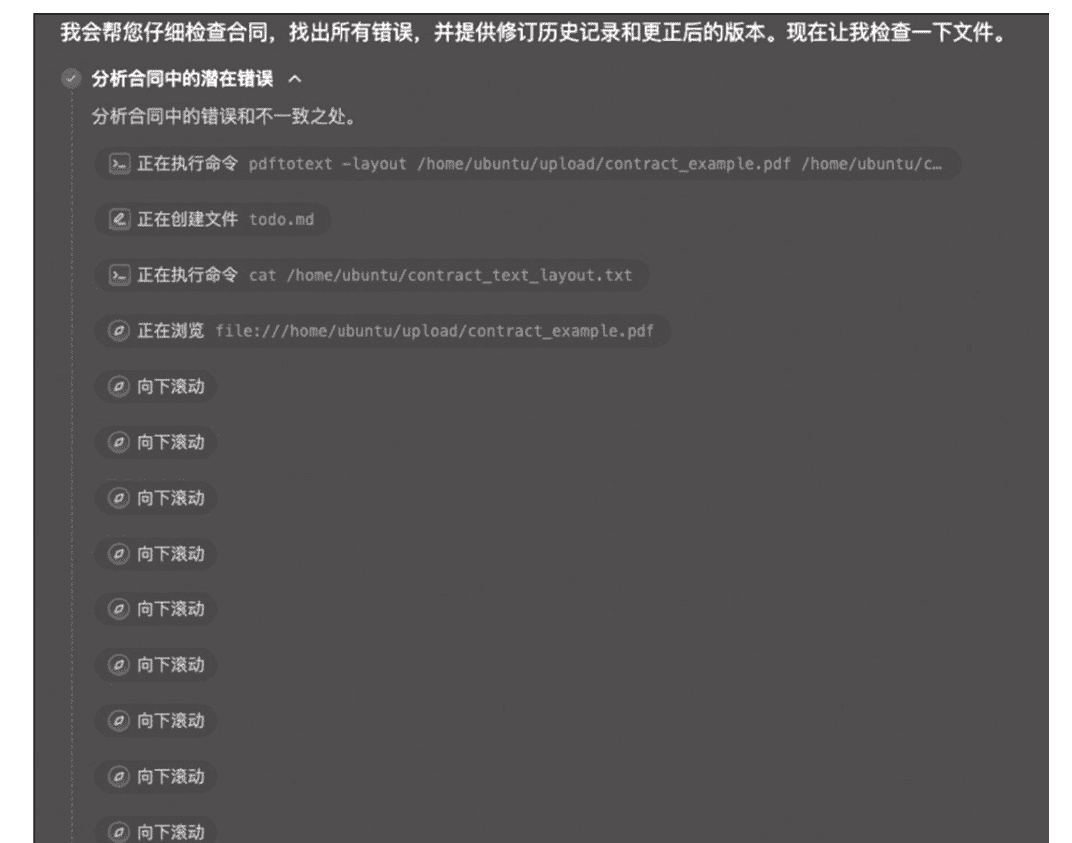 我会帮您仔细检查合同，找出所有错误，并提供修订历史记录和更正后的版本。现在让我检查一下文件。
分析合同中的潜在错误
分析合同中的错误和不一致之处。
正在执行命令 pdftotext -layout /home/ubuntu/upload/contract_example.pdf /home/ubuntu/c…
正在创建文件 todo.md
正在执行命令 cat /home/ubuntu/contract_text_layout.txt
正在浏览 file:///home/ubuntu/upload/contract_example.pdf
向下滚动
向下滚动
向下滚动
向下滚动
向下滚动
向下滚动
向下滚动
向下滚动
向下滚动